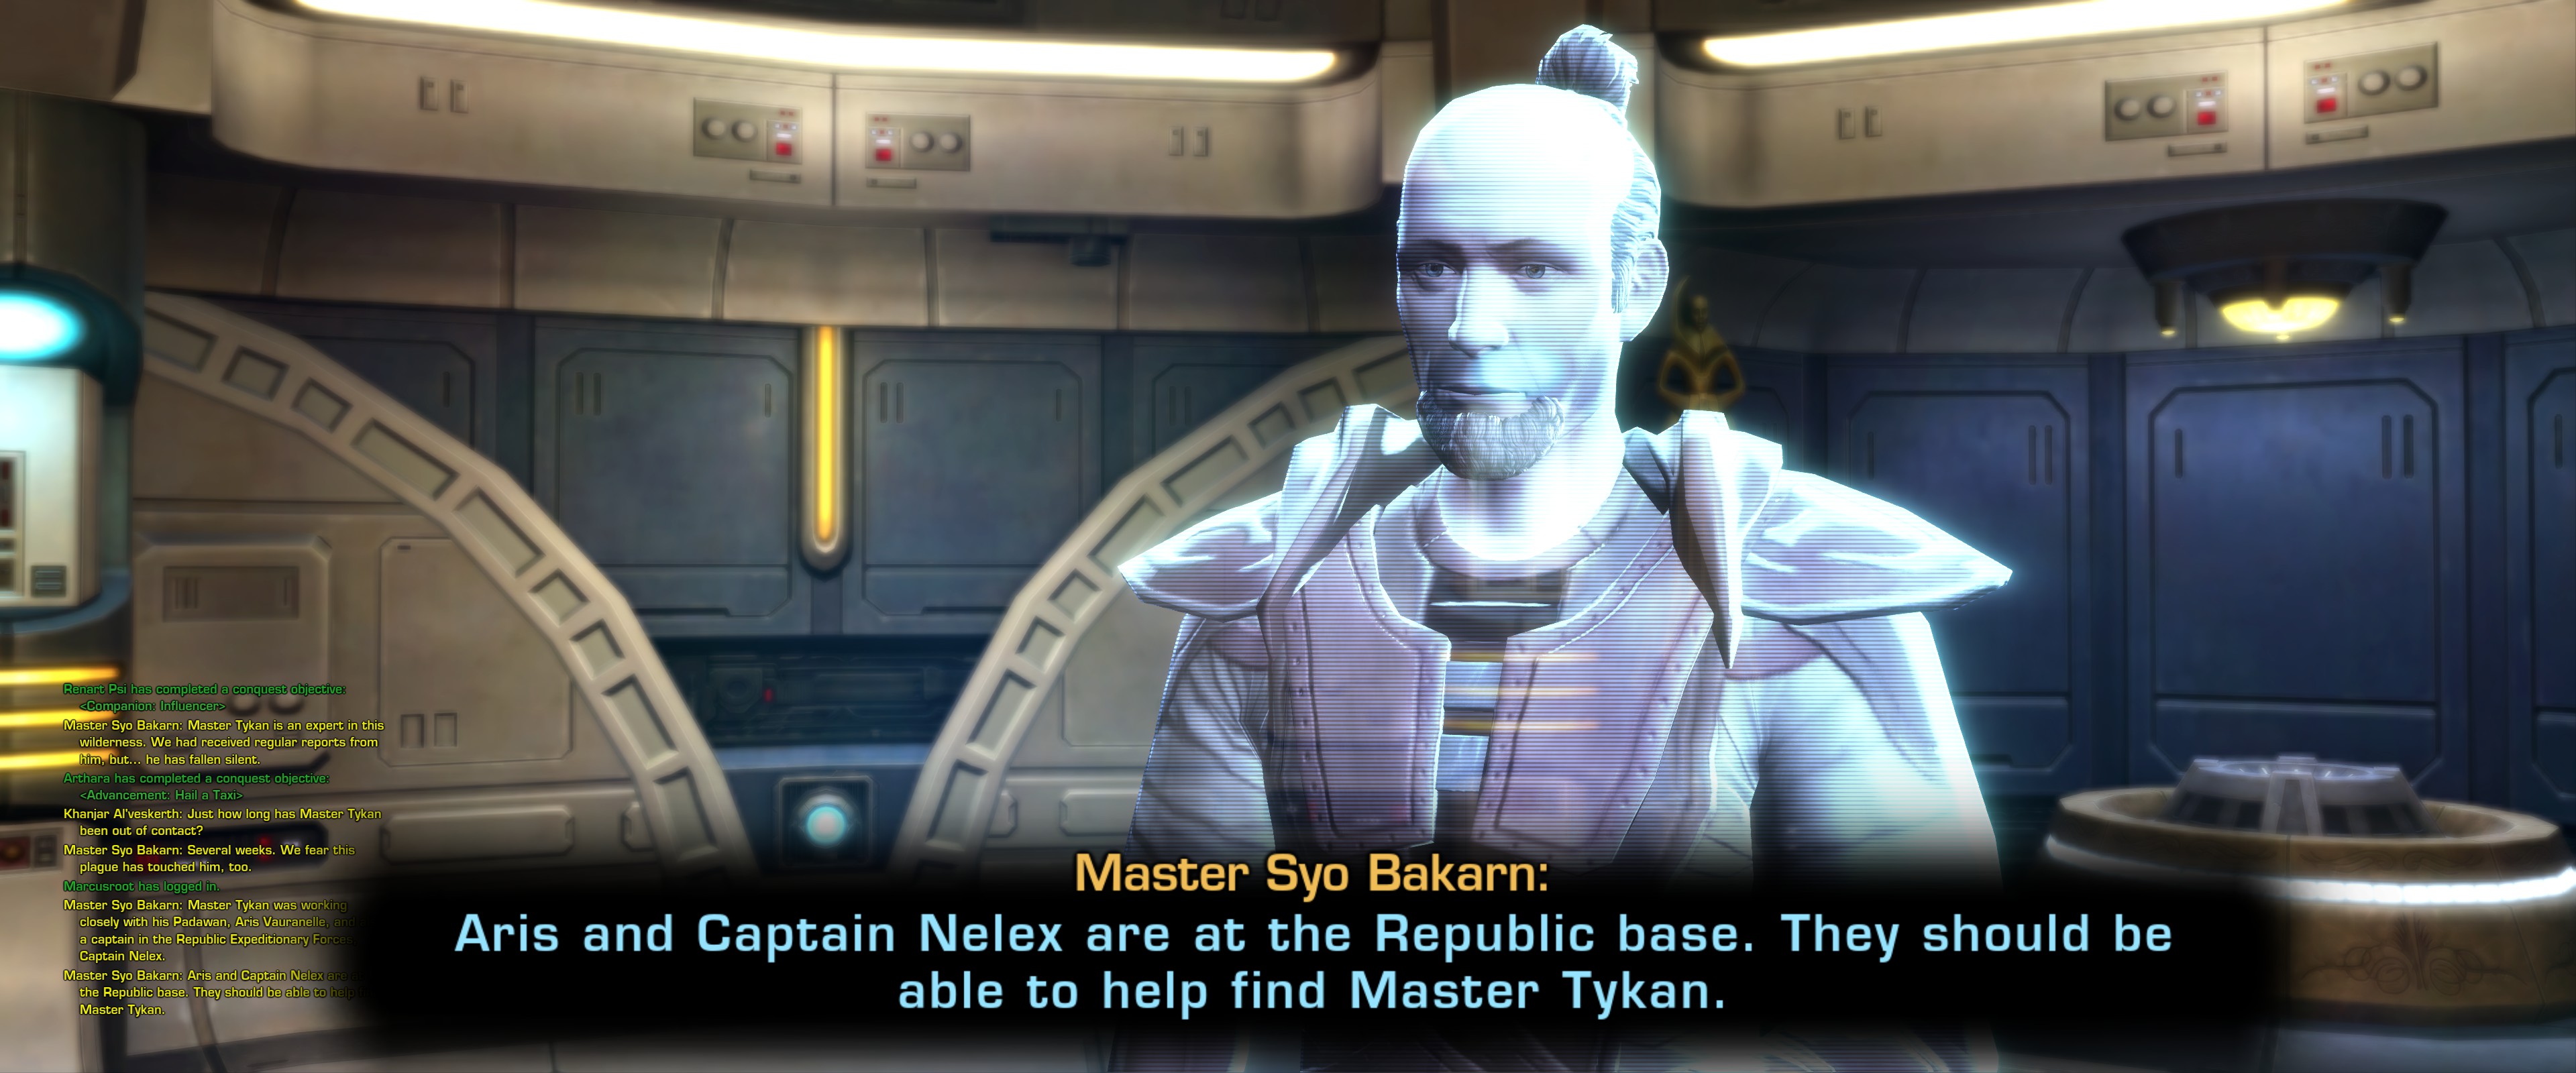 Renart Psi has completed a conquest objective:
<Companion: Influencer>
Master Syo Bakarn: Master Tykan is an expert in this
wilderness. We had received regular reports from
him, but... he has fallen silent.
Arthara has completed a conquest objective:
<Advancement: Hail a Taxi>
Khanjar Al'veskerth: Just how long has Master Tykan
been out of contact?
Master Syo Bakarn: Several weeks. We fear this
plague has touched him, too.
Marcusroot has logged in.
Master Syo Bakarn: Master Tykan was working
closely with his Padawan, Aris Vauranelle, and
a captain in the Republic Expeditionary Forces
Captain Nelex.
Master Syo Bakarn: Aris and Captain Nelex are
the Republic base. They should be able to help
Master Tykan.
Master Syo Bakarn:
Aris and Captain Nelex are at the Republic base. They should be
able to help find Master Tykan.